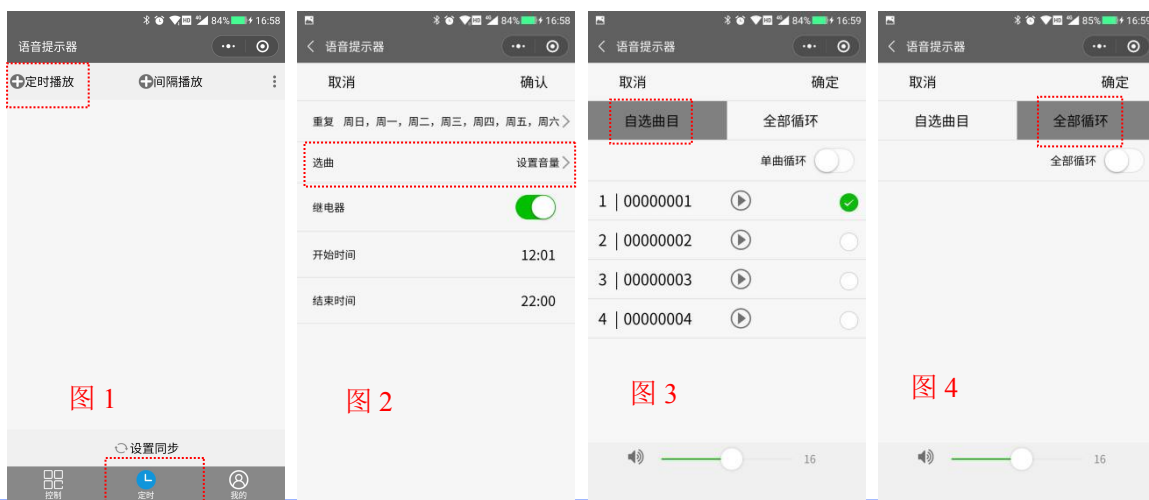 84% 16:58
语音提示器
定时播放 间隔播放
图 1
设置同步
控制 定时 我的
84% 16:58
语音提示器
取消 确认
重复 周日，周一，周二，周三，周四，周五，周六
选曲 设置音量
继电器
开始时间 12:01
结束时间 22:00
图 2
84% 16:59
语音提示器
取消 确定
自选曲目 全部循环
单曲循环
1 | 00000001
2 | 00000002
3 | 00000003
4 | 00000004
图 3
16
85% 16:59
语音提示器
取消 确定
自选曲目 全部循环
全部循环
图 4
16